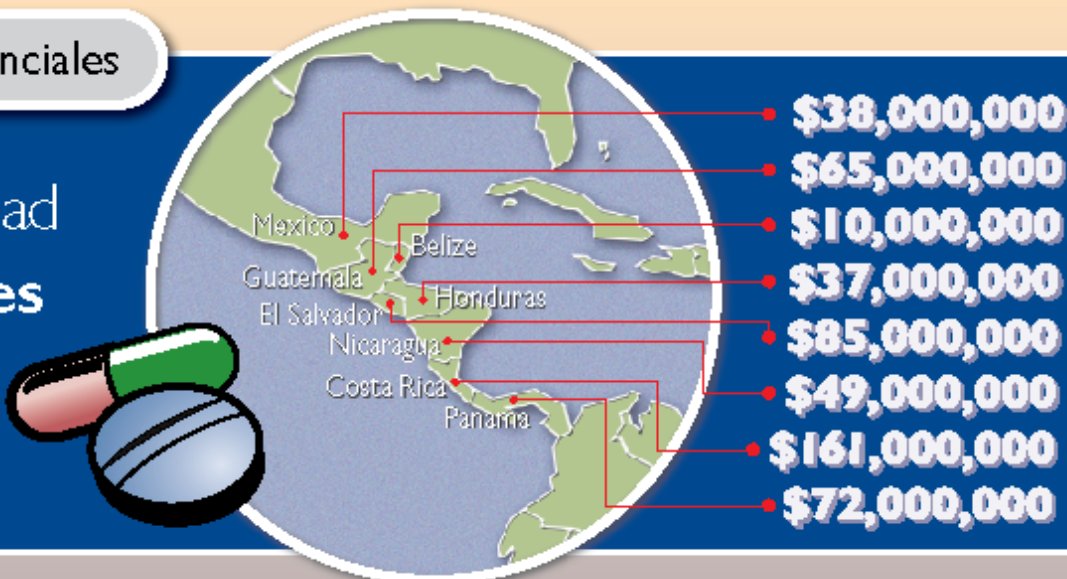 nciales
ad
es
Mexico
Belize
Guatemala
Honduras
El Salvador
Nicaragua
Costa Rica
Panama
$38,000,000
$65,000,000
$10,000,000
$37,000,000
$85,000,000
$49,000,000
$161,000,000
$72,000,000